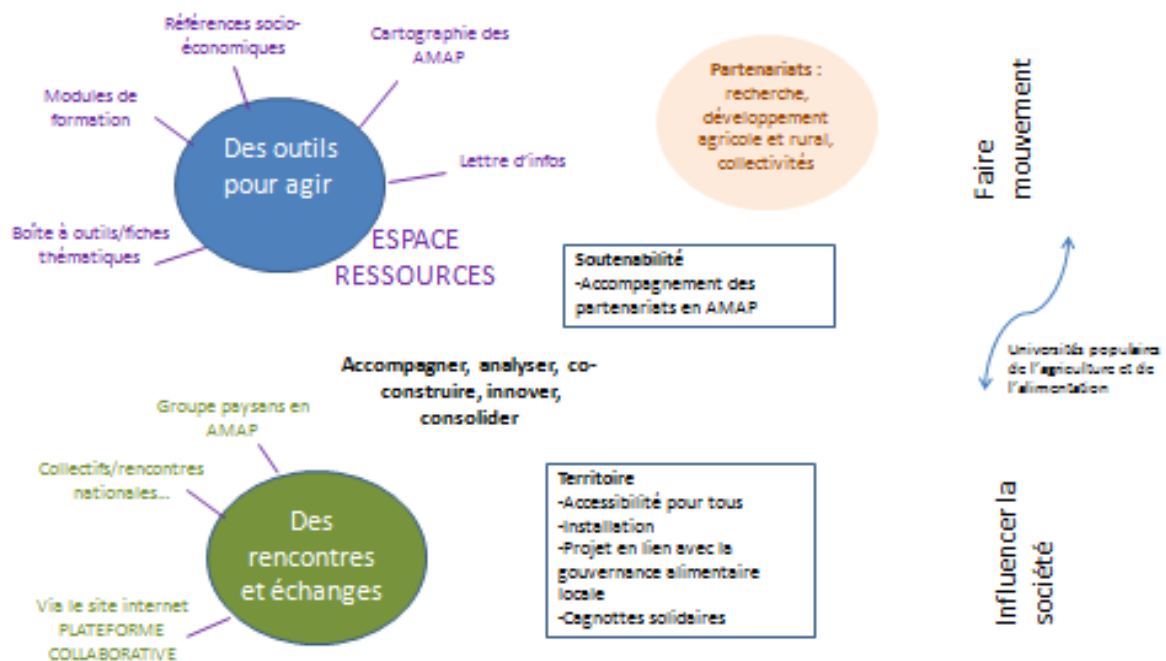 Références socio-
économiques
Cartographie des
AMAP
Modules de
formation
Des outils
pour agir
Lettre d'infos
Boîte à outils/fiches
thématiques
ESPACE
RESSOURCES
Partenariats :
recherche,
développement
agricole et rural,
collectivités
Faire
mouvement
Soutenabilité
-Accompagnement des
partenariats en AMAP
Universités populaires
de l'agriculture et de
l'alimentation
Accompagner, analyser, co-
construire, innover,
consolider
Groupe paysans en
AMAP
Collectifs/rencontres
nationales...
Des
rencontres
et échanges
Via le site internet
PLATEFORME
COLLABORATIVE
Territoire
-Accessibilité pour tous
-Installation
-Projet en lien avec la
gouvernance alimentaire
locale
-Cagnottes solidaires
Influencer la
société